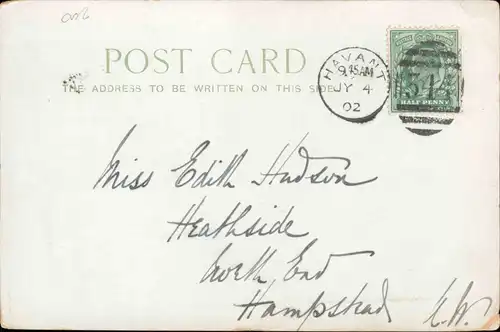 POST CARD
THE ADDRESS TO BE WRITTEN ON THIS SIDE
HAVANT
9.15AM
JY 4
02
HALF PENNY
Miss Edith Hudson
Heathside
North End
Hampstead
N.W.